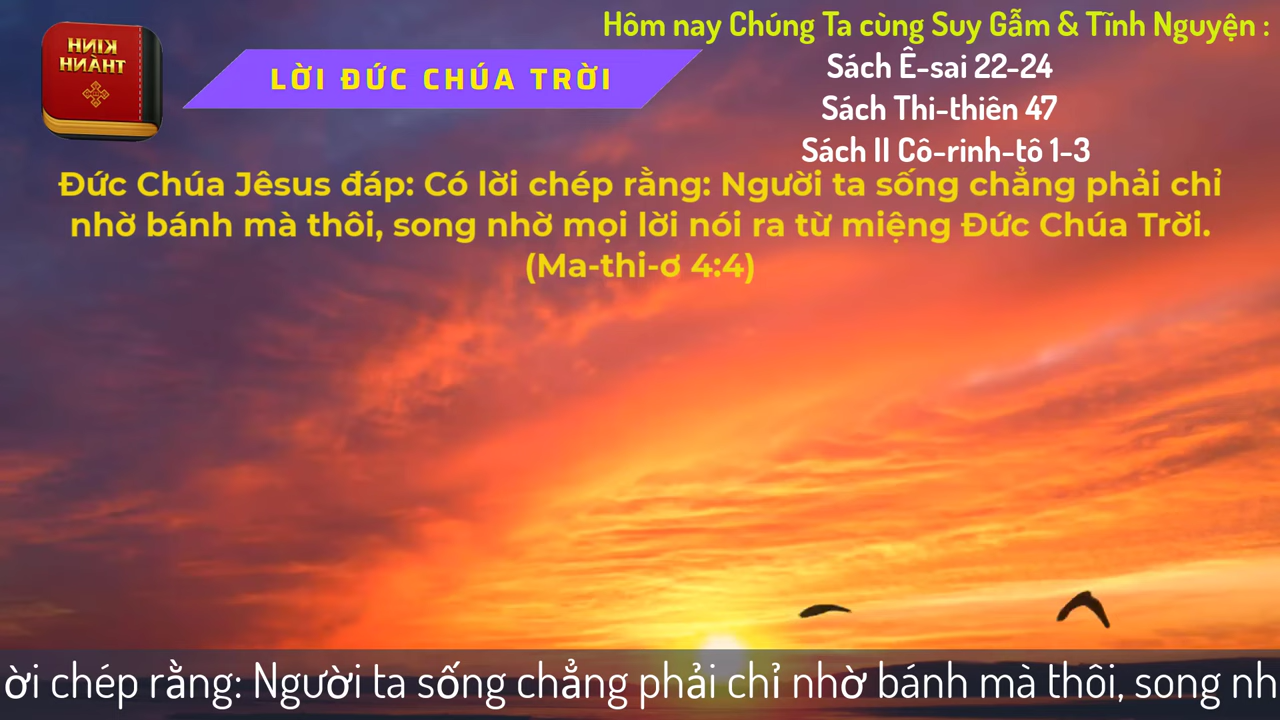 Hôm nay Chúng Ta cùng Suy Gẫm & Tĩnh Nguyện :
Sách Ê-sai 22-24
Sách Thi-thiên 47
Sách II Cô-rinh-tô 1-3
KINH
THÀNH
LỜI ĐỨC CHÚA TRỜI
Đức Chúa Jêsus đáp: Có lời chép rằng: Người ta sống chẳng phải chỉ
nhờ bánh mà thôi, song nhờ mọi lời nói ra từ miệng Đức Chúa Trời.
(Ma-thi-ơ 4:4)
ời chép rằng: Người ta sống chẳng phải chỉ nhờ bánh mà thôi, song nh